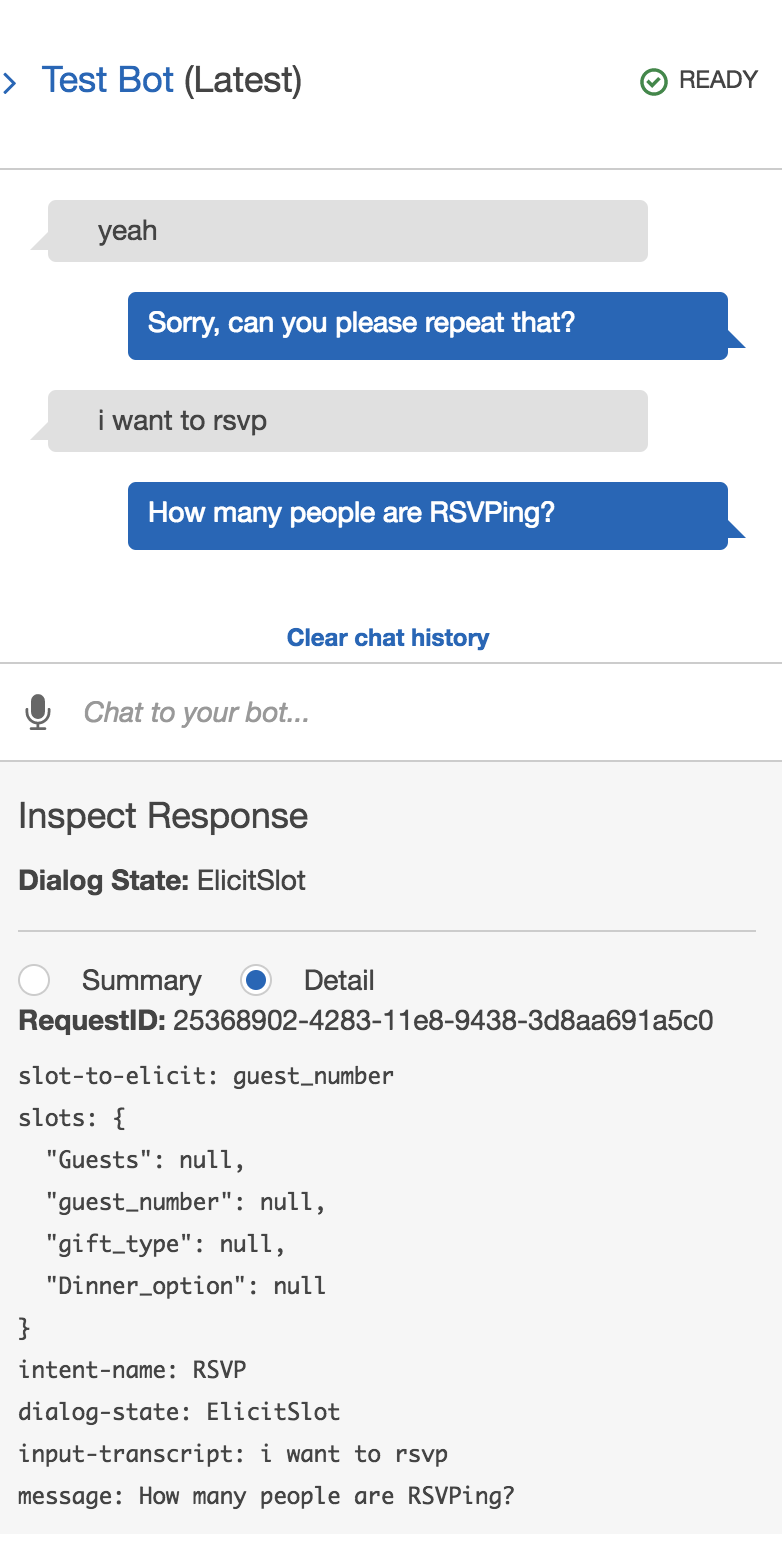 Test Bot (Latest)
READY
yeah
Sorry, can you please repeat that?
i want to rsvp
How many people are RSVPing?
Clear chat history
Chat to your bot...
Inspect Response
Dialog State: ElicitSlot
Summary Detail
RequestID: 25368902-4283-11e8-9438-3d8aa691a5c0
slot-to-elicit: guest_number
slots: {
"Guests": null,
"guest_number": null,
"gift_type": null,
"Dinner_option": null
}
intent-name: RSVP
dialog-state: ElicitSlot
input-transcript: i want to rsvp
message: How many people are RSVPing?